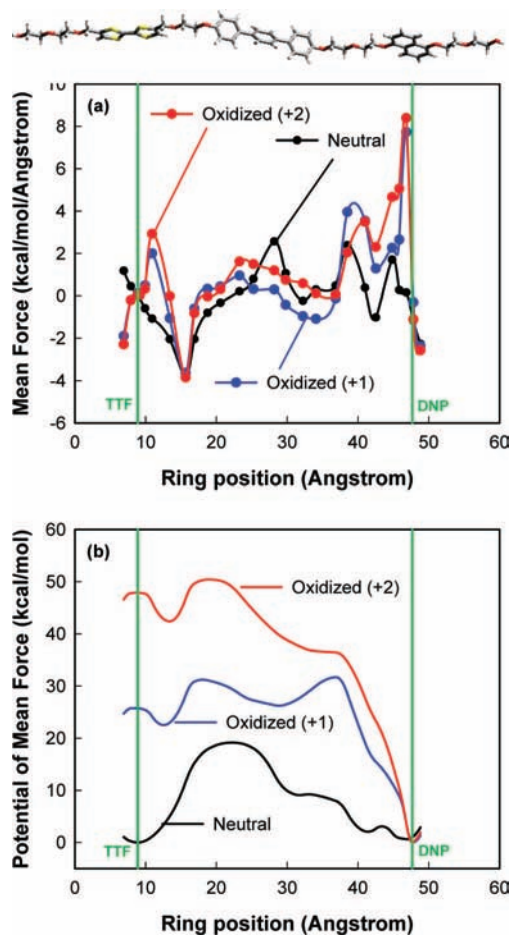 (a)
Oxidized (+2)
Neutral
Oxidized (+1)
TTF
DNP
Mean Force (kcal/mol/Angstrom)
10
8
6
4
2
0
-2
-4
-6
0 10 20 30 40 50 60
Ring position (Angstrom)
(b)
Oxidized (+2)
Oxidized (+1)
Neutral
TTF
DNP
Potential of Mean Force (kcal/mol)
60
50
40
30
20
10
0
0 10 20 30 40 50 60
Ring position (Angstrom)